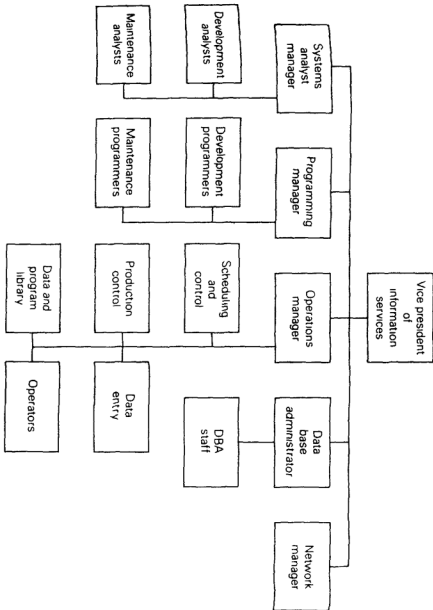 Vice president
of
information
services
Systems
analyst
manager
Programming
manager
Operations
manager
Data
base
administrator
Network
manager
Development
analysts
Development
programmers
Scheduling
and
control
DBA
staff
Maintenance
analysts
Maintenance
programmers
Production
control
Data
entry
Data and
program
library
Operators